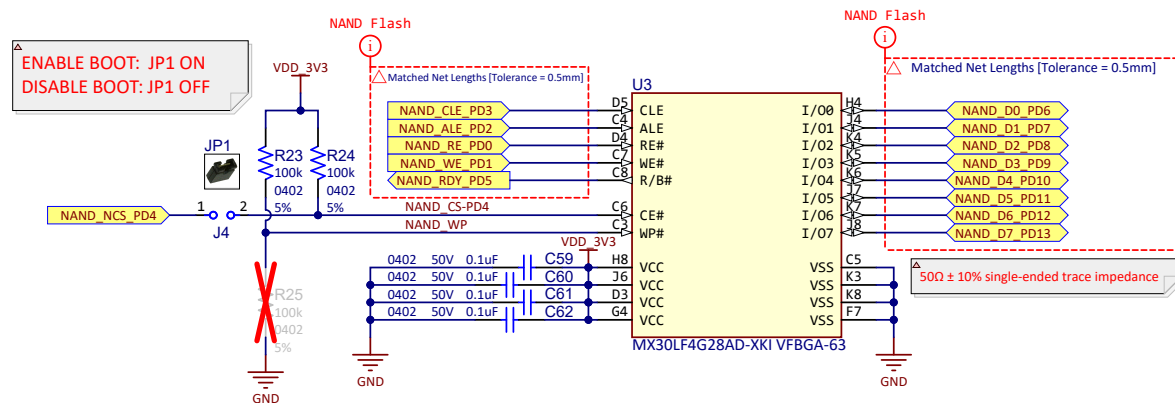 NAND Flash
NAND Flash
ENABLE BOOT: JP1 ON
DISABLE BOOT: JP1 OFF
VDD_3V3
Matched Net Lengths [Tolerance = 0.5mm]
Matched Net Lengths [Tolerance = 0.5mm]
U3
NAND_CLE_PD3 D5 CLE I/O0 H4 NAND_D0_PD6
NAND_ALE_PD2 C4 ALE I/O1 J4 NAND_D1_PD7
NAND_RE_PD0 D4 RE# I/O2 K4 NAND_D2_PD8
NAND_WE_PD1 C7 WE# I/O3 K5 NAND_D3_PD9
NAND_RDY_PD5 C8 R/B# I/O4 K6 NAND_D4_PD10
I/O5 J7 NAND_D5_PD11
I/O6 K7 NAND_D6_PD12
I/O7 J8 NAND_D7_PD13
JP1
R23
100k
0402
5%
R24
100k
0402
5%
NAND_NCS_PD4 1 2 NAND_CS-PD4 C6 CE#
J4
NAND_WP C3 WP#
VDD_3V3
0402 50V 0.1uF C59 H8 VCC VSS C5
0402 50V 0.1uF C60 J6 VCC VSS K3
0402 50V 0.1uF C61 D3 VCC VSS K8
0402 50V 0.1uF C62 G4 VCC VSS F7
50Ω ± 10% single-ended trace impedance
R25
100k
0402
5%
MX30LF4G28AD-XKI VFBGA-63
GND
GND
GND